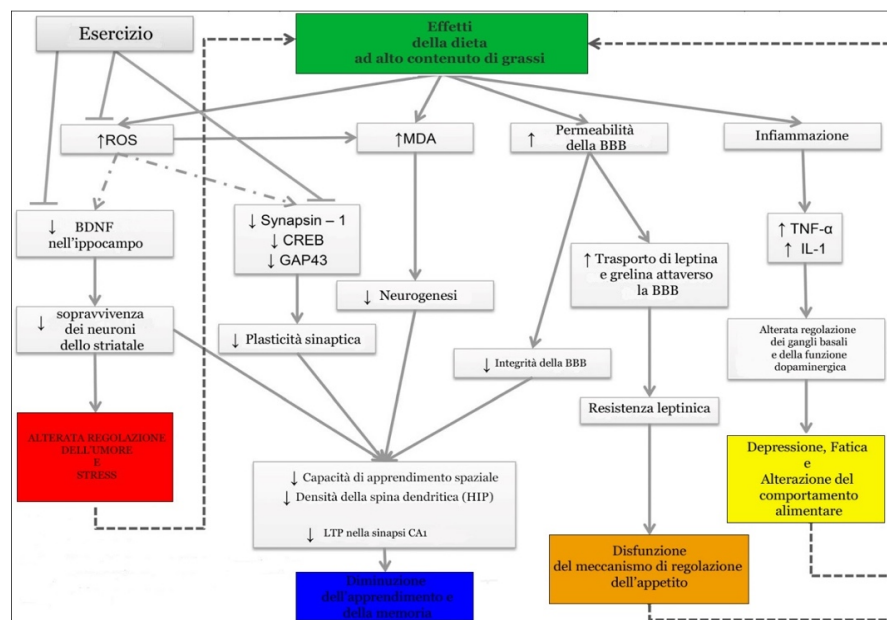 Esercizio
Effetti
della dieta
ad alto contenuto di grassi
↑ROS
↑MDA
↑ Permeabilità
della BBB
Infiammazione
↓ BDNF
nell'ippocampo
↓ Synapsin – 1
↓ CREB
↓ GAP43
↑ Trasporto di leptina
e grelina attaverso
la BBB
↑ TNF-α
↑ IL-1
↓ sopravvivenza
dei neuroni
dello striatale
↓ Plasticità sinaptica
↓ Neurogenesi
↓ Integrità della BBB
Resistenza leptinica
Alterata regolazione
dei gangli basali
e della funzione
dopaminergica
ALTERATA REGOLAZIONE
DELL'UMORE
E
STRESS
↓ Capacità di apprendimento spaziale
↓ Densità della spina dendritica (HIP)
↓ LTP nella sinapsi CA1
Depressione, Fatica
e
Alterazione del
comportamento
alimentare
Diminuzione
dell'apprendimento e
della memoria
Disfunzione
del meccanismo di regolazione
dell'appetito